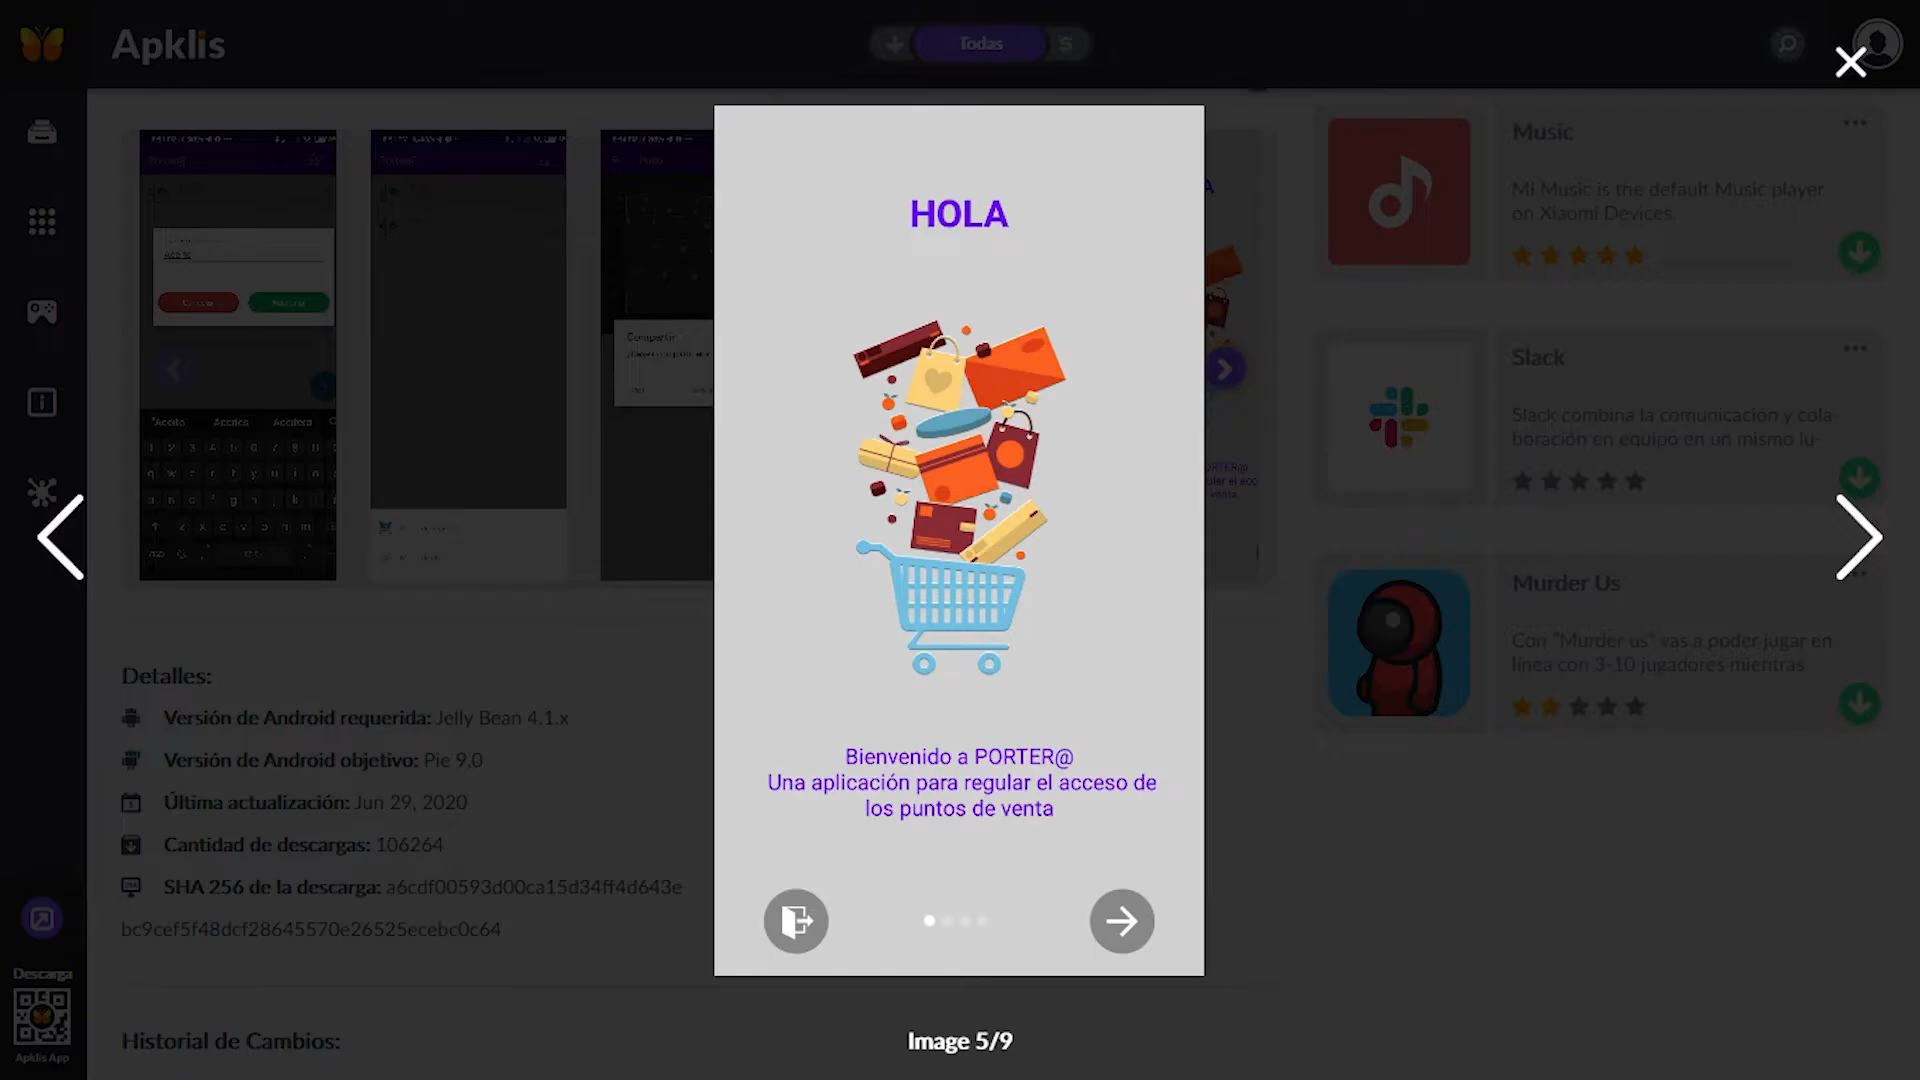 Apklis
Todas
S
HOLA
Bienvenido a PORTER@
Una aplicación para regular el acceso de
los puntos de venta
Compartir
Music
Mi Music is the default Music player
on Xiaomi Devices.
Slack
Slack combina la comunicación y cola-
boración en equipo en un mismo lu-
Murder Us
Con "Murder us" vas a poder jugar en
línea con 3-10 jugadores mientras
Detalles:
Versión de Android requerida: Jelly Bean 4.1.x
Versión de Android objetivo: Pie 9.0
Última actualización: Jun 29, 2020
Cantidad de descargas: 106264
SHA 256 de la descarga: a6cdf00593d00ca15d34ff4d643e
bc9cef5f48dcf28645570e26525ecebc0c64
Historial de Cambios:
Descarga
Apklis App
Image 5/9